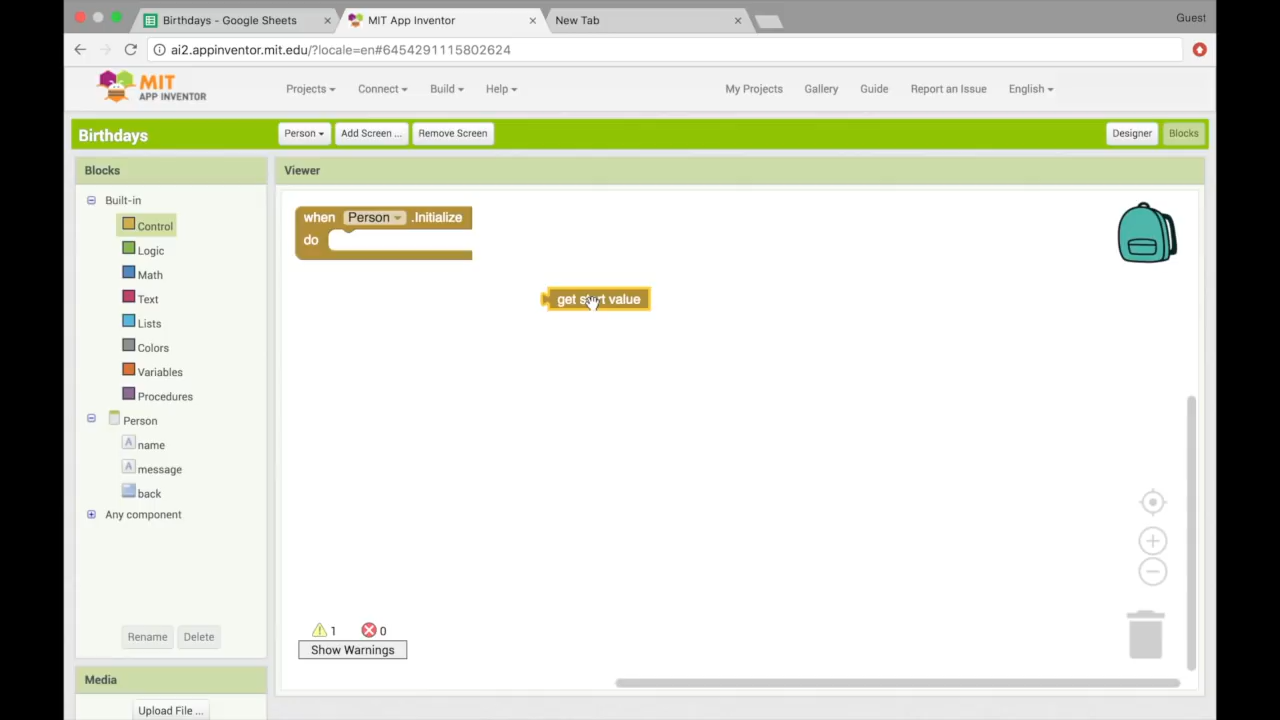 Birthdays - Google Sheets
MIT App Inventor
New Tab
Guest
ai2.appinventor.mit.edu/?locale=en#6454291115802624
MIT
APP INVENTOR
Projects
Connect
Build
Help
My Projects
Gallery
Guide
Report an Issue
English
Birthdays
Person
Add Screen ...
Remove Screen
Designer
Blocks
Blocks
Viewer
Built-in
Control
Logic
Math
Text
Lists
Colors
Variables
Procedures
Person
A name
A message
back
Any component
Rename
Delete
Media
Upload File ...
when Person .Initialize
do
get start value
1
0
Show Warnings